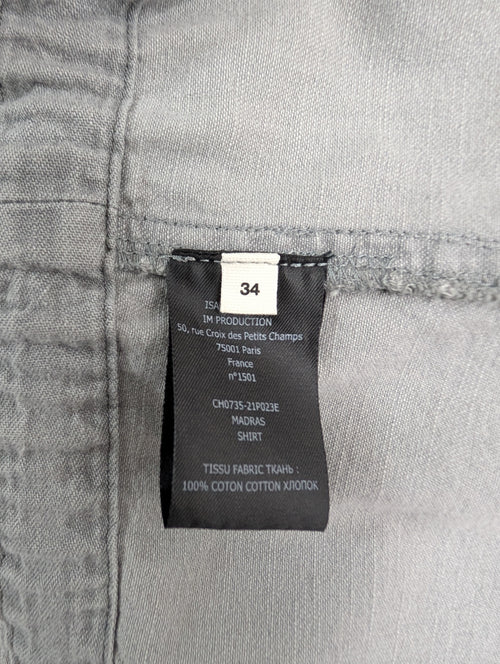 34
ISA
IM PRODUCTION
50, rue Croix des Petits Champs
75001 Paris
France
n°1501
CH0735-21P023E
MADRAS
SHIRT
TISSU FABRIC ТКАНЬ :
100% COTON COTTON ХЛОПОК